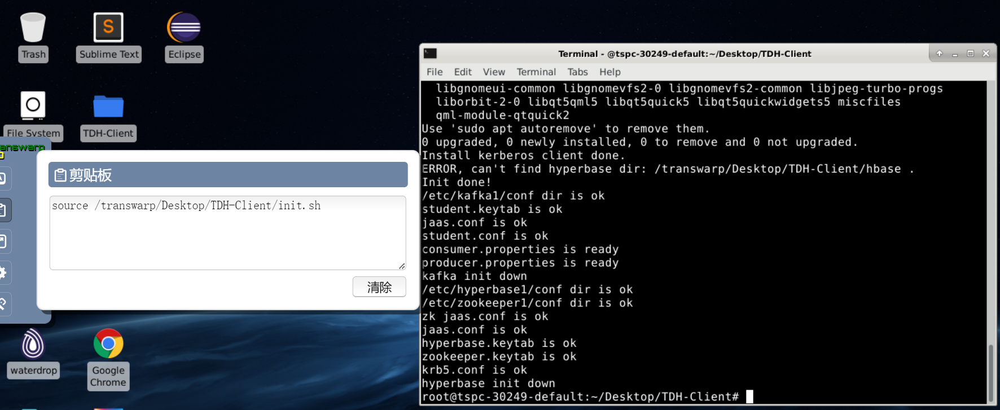 Trash
Sublime Text
Eclipse
File System
TDH-Client
answarp
剪贴板
source /transwarp/Desktop/TDH-Client/init.sh
清除
waterdrop
Google
Chrome
Terminal - @tspc-30249-default:~/Desktop/TDH-Client
File Edit View Terminal Tabs Help
libgnomeui-common libgnomevfs2-0 libgnomevfs2-common libjpeg-turbo-progs
liborbit-2-0 libqt5qml5 libqt5quick5 libqt5quickwidgets5 miscfiles
qml-module-qtquick2
Use 'sudo apt autoremove' to remove them.
0 upgraded, 0 newly installed, 0 to remove and 0 not upgraded.
Install kerberos client done.
ERROR, can't find hyperbase dir: /transwarp/Desktop/TDH-Client/hbase .
Init done!
/etc/kafka1/conf dir is ok
student.keytab is ok
jaas.conf is ok
student.conf is ok
consumer.properties is ready
producer.properties is ready
kafka init down
/etc/hyperbase1/conf dir is ok
/etc/zookeeper1/conf dir is ok
zk jaas.conf is ok
jaas.conf is ok
hyperbase.keytab is ok
zookeeper.keytab is ok
krb5.conf is ok
hyperbase init down
root@tspc-30249-default:~/Desktop/TDH-Client#